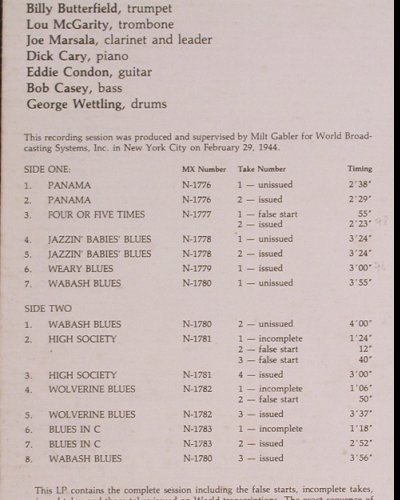 Billy Butterfield, trumpet
Lou McGarity, trombone
Joe Marsala, clarinet and leader
Dick Cary, piano
Eddie Condon, guitar
Bob Casey, bass
George Wettling, drums
This recording session was produced and supervised by Milt Gabler for World Broad-
casting Systems, Inc. in New York City on February 29, 1944.
SIDE ONE: MX Number Take Number Timing
1. PANAMA N-1776 1 — unissued 2'38"
2. PANAMA N-1776 2 — issued 2'29"
3. FOUR OR FIVE TIMES N-1777 1 — false start 55"
2 — issued 2'23"
4. JAZZIN' BABIES' BLUES N-1778 1 — unissued 3'24"
5. JAZZIN' BABIES' BLUES N-1778 2 — issued 3'24"
6. WEARY BLUES N-1779 1 — issued 3'00"
7. WABASH BLUES N-1780 1 — unissued 3'55"
SIDE TWO
1. WABASH BLUES N-1780 2 — unissued 4'00"
2. HIGH SOCIETY N-1781 1 — incomplete 1'24"
2 — false start 12"
3 — false start 40"
3. HIGH SOCIETY N-1781 4 — issued 3'00"
4. WOLVERINE BLUES N-1782 1 — incomplete 1'06"
2 — false start 50"
5. WOLVERINE BLUES N-1782 3 — issued 3'37"
6. BLUES IN C N-1783 1 — incomplete 1'18"
7. BLUES IN C N-1783 2 — issued 2'52"
8. WABASH BLUES N-1780 3 — issued 3'56"
This LP contains the complete session including the false starts, incomplete takes,